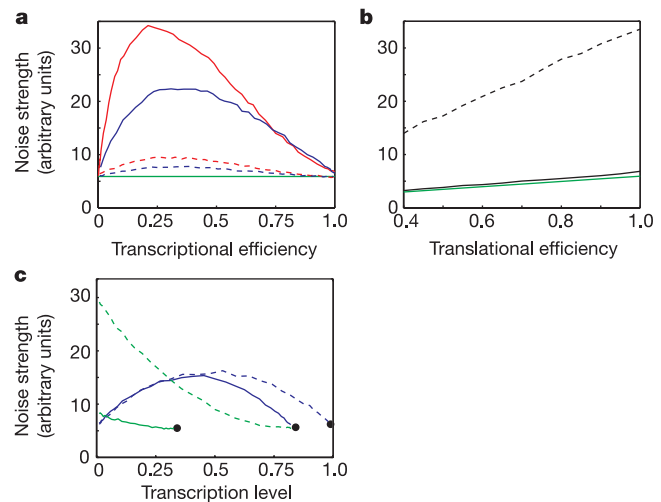 a
Noise strength
(arbitrary units)
30
20
10
0
0
0.25
0.50
0.75
1.0
Transcriptional efficiency
b
30
20
10
0
0.4
0.6
0.8
1.0
Translational efficiency
c
Noise strength
(arbitrary units)
30
20
10
0
0
0.25
0.50
0.75
1.0
Transcription level